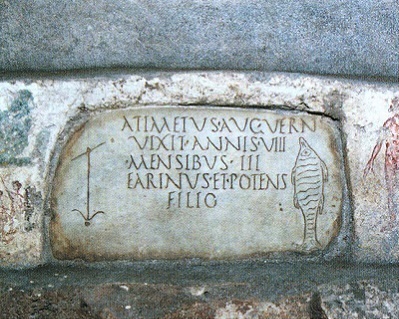 ATIMETVS·AVG·VERN
VIXIT·ANNIS·VIII
·MENSIBVS·III
EARINVS·ET·POTENS
FILIO